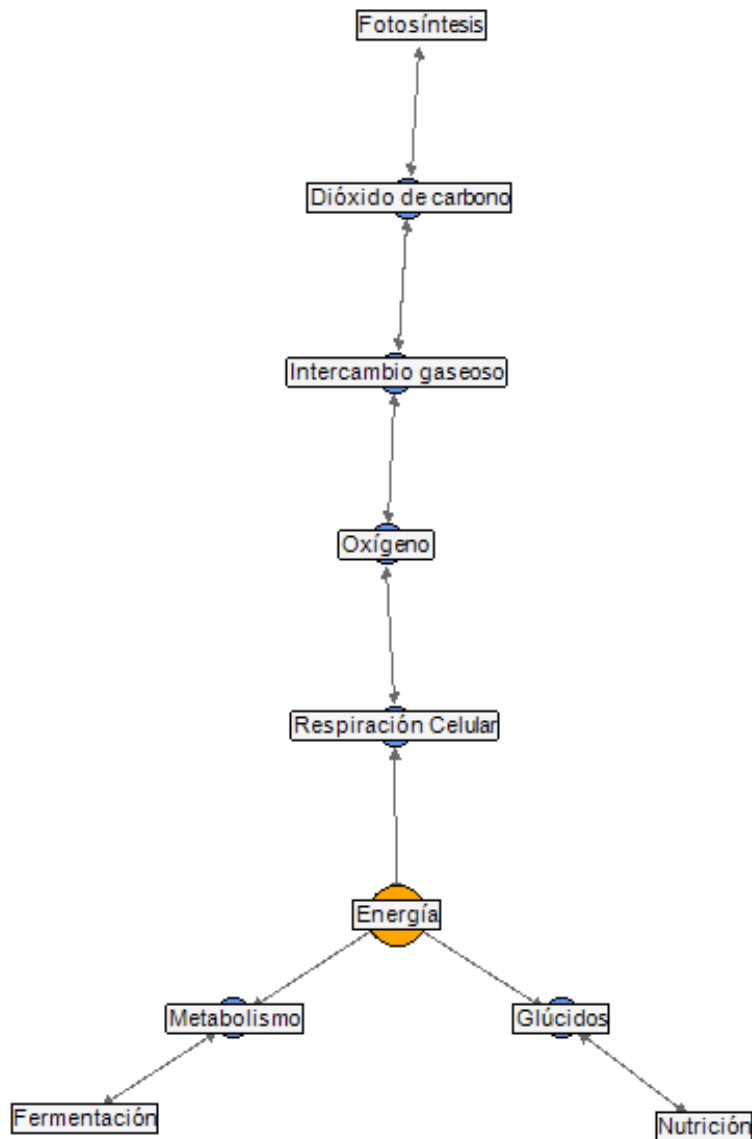 Fotosíntesis
Dióxido de carbono
Intercambio gaseoso
Oxígeno
Respiración Celular
Energía
Metabolismo
Glúcidos
Fermentación
Nutrición